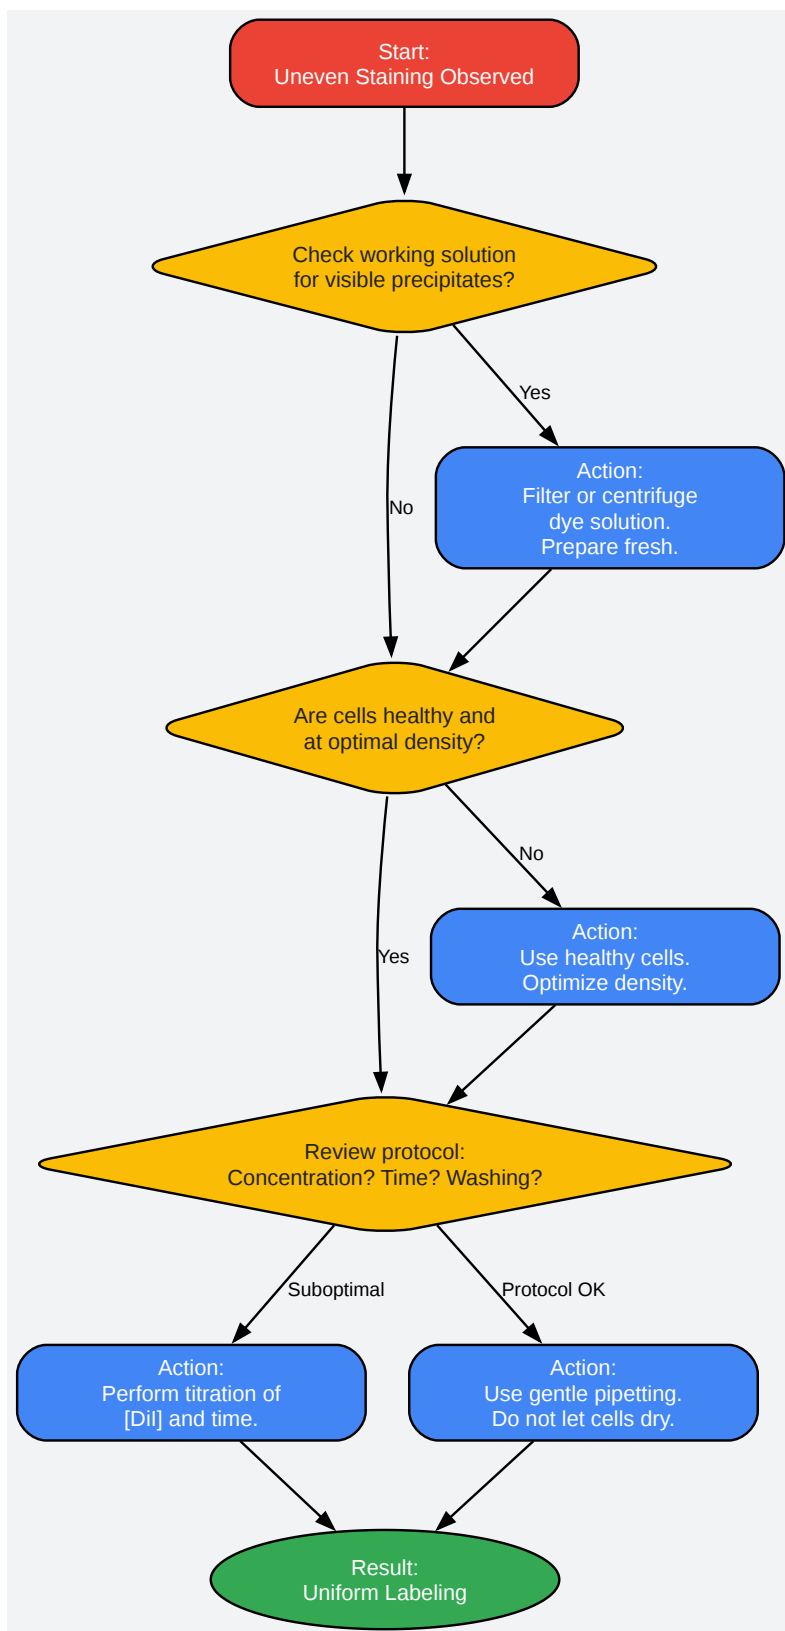 Start:
Uneven Staining Observed
Check working solution
for visible precipitates?
Yes
No
Action:
Filter or centrifuge
dye solution.
Prepare fresh.
Are cells healthy and
at optimal density?
No
Yes
Action:
Use healthy cells.
Optimize density.
Review protocol:
Concentration? Time? Washing?
Suboptimal
Protocol OK
Action:
Perform titration of
[DiI] and time.
Action:
Use gentle pipetting.
Do not let cells dry.
Result:
Uniform Labeling